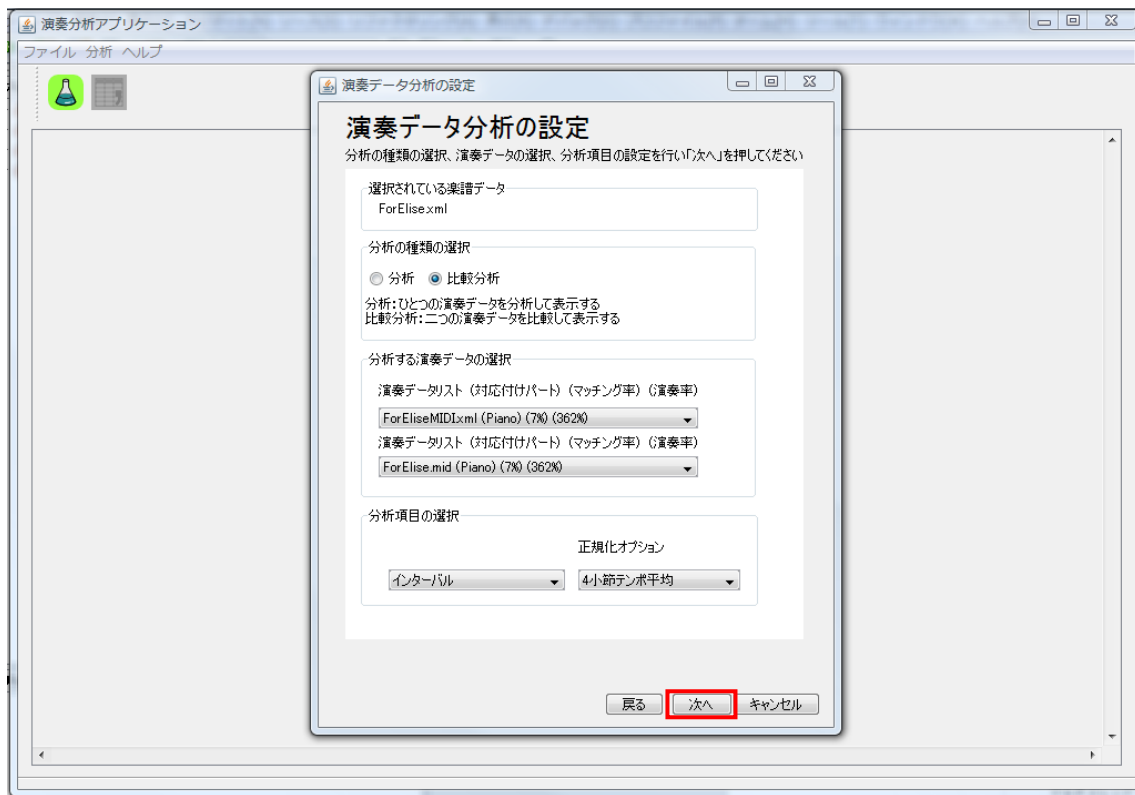 演奏分析アプリケーション
ファイル 分析 ヘルプ
演奏データ分析の設定
演奏データ分析の設定
分析の種類の選択、演奏データの選択、分析項目の設定を行い「次へ」を押してください
選択されている楽譜データ
ForElise.xml
分析の種類の選択
分析 比較分析
分析：ひとつの演奏データを分析して表示する
比較分析：二つの演奏データを比較して表示する
分析する演奏データの選択
演奏データリスト （対応付けパート） （マッチング率） （演奏率）
ForEliseMIDI.xml (Piano) (7%) (362%)
演奏データリスト （対応付けパート） （マッチング率） （演奏率）
ForElise.mid (Piano) (7%) (362%)
分析項目の選択
正規化オプション
インターバル 4小節テンポ平均
戻る 次へ キャンセル